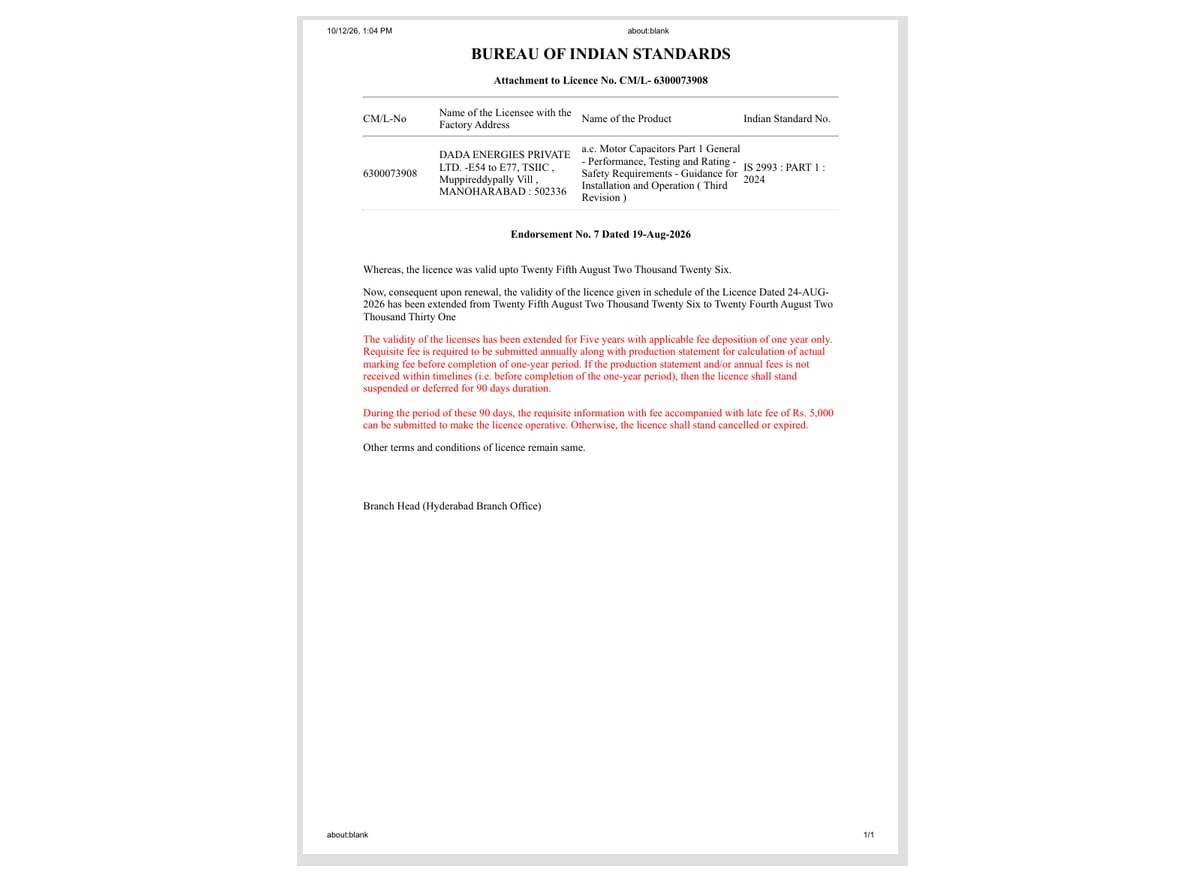 10/12/26, 1:04 PM about:blank
BUREAU OF INDIAN STANDARDS
Attachment to Licence No. CM/L- 6300073908
CM/L-No
Name of the Licensee with the
Factory Address
Name of the Product
Indian Standard No.
6300073908
DADA ENERGIES PRIVATE
LTD. -E54 to E77, TSIIC ,
Muppireddypally Vill ,
MANOHARABAD : 502336
a.c. Motor Capacitors Part 1 General
- Performance, Testing and Rating -
Safety Requirements - Guidance for
Installation and Operation ( Third
Revision )
IS 2993 : PART 1 :
2024
Endorsement No. 7 Dated 19-Aug-2026
Whereas, the licence was valid upto Twenty Fifth August Two Thousand Twenty Six.
Now, consequent upon renewal, the validity of the licence given in schedule of the Licence Dated 24-AUG-
2026 has been extended from Twenty Fifth August Two Thousand Twenty Six to Twenty Fourth August Two
Thousand Thirty One
The validity of the licenses has been extended for Five years with applicable fee deposition of one year only.
Requisite fee is required to be submitted annually along with production statement for calculation of actual
marking fee before completion of one-year period. If the production statement and/or annual fees is not
received within timelines (i.e. before completion of the one-year period), then the licence shall stand
suspended or deferred for 90 days duration.
During the period of these 90 days, the requisite information with fee accompanied with late fee of Rs. 5,000
can be submitted to make the licence operative. Otherwise, the licence shall stand cancelled or expired.
Other terms and conditions of licence remain same.
Branch Head (Hyderabad Branch Office)
about:blank 1/1